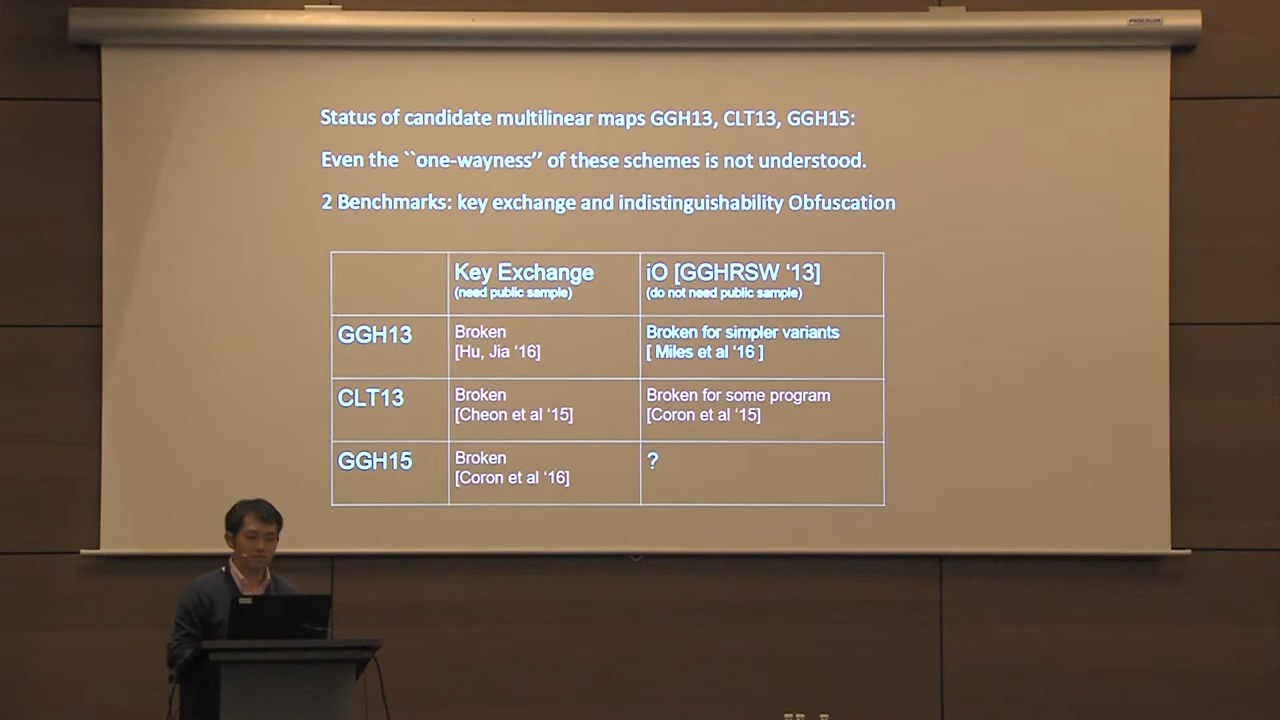 PROCOLOR
Status of candidate multilinear maps GGH13, CLT13, GGH15:
Even the ``one-wayness’’ of these schemes is not understood.
2 Benchmarks: key exchange and indistinguishability Obfuscation
Key Exchange
(need public sample)
iO [GGHRSW ‘13]
(do not need public sample)
GGH13
Broken
[Hu, Jia ‘16]
Broken for simpler variants
[ Miles et al ‘16 ]
CLT13
Broken
[Cheon et al ‘15]
Broken for some program
[Coron et al ‘15]
GGH15
Broken
[Coron et al ‘16]
?